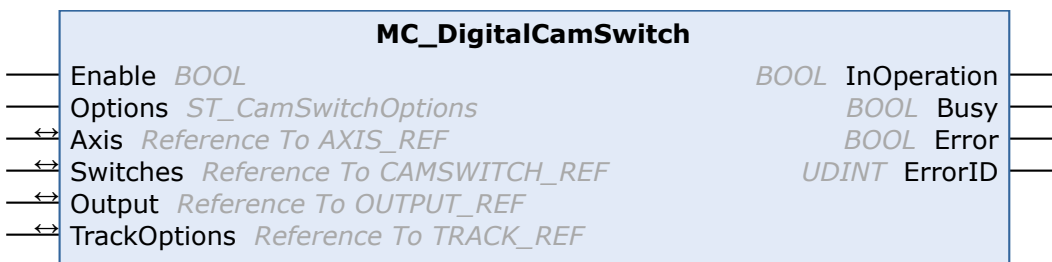 MC_DigitalCamSwitch
Enable BOOL BOOL InOperation
Options ST_CamSwitchOptions BOOL Busy
Axis Reference To AXIS_REF BOOL Error
Switches Reference To CAMSWITCH_REF UDINT ErrorID
Output Reference To OUTPUT_REF
TrackOptions Reference To TRACK_REF